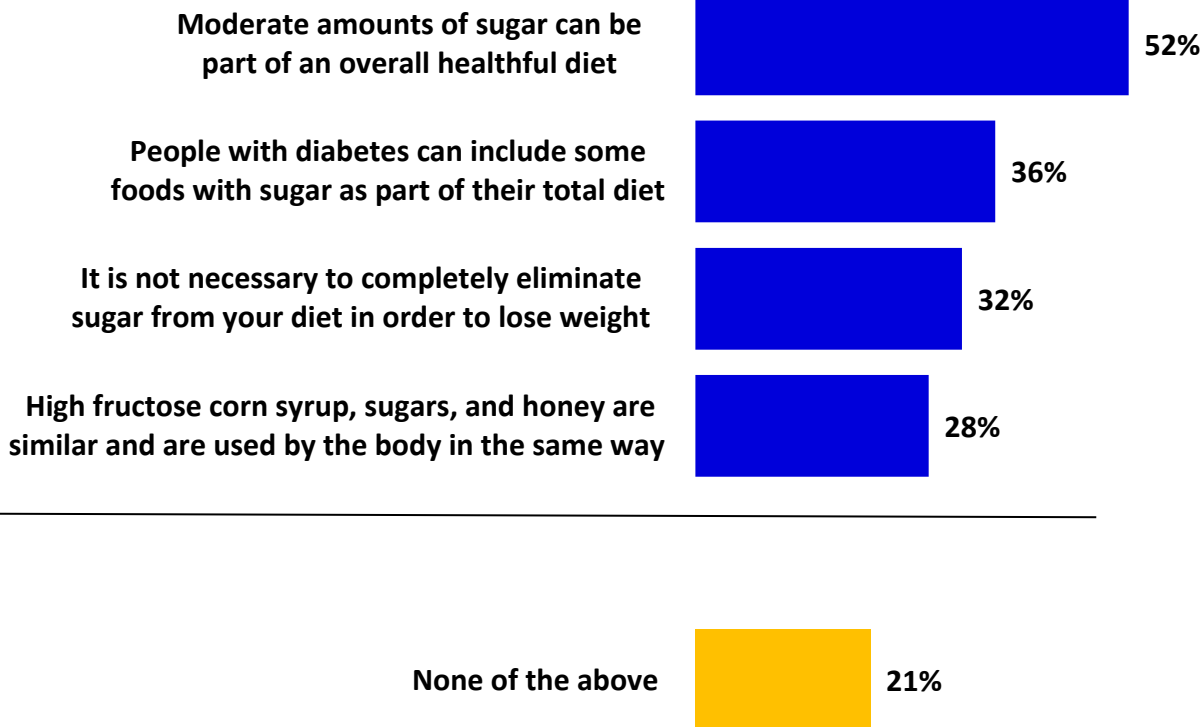 Moderate amounts of sugar can be
part of an overall healthful diet
52%
People with diabetes can include some
foods with sugar as part of their total diet
36%
It is not necessary to completely eliminate
sugar from your diet in order to lose weight
32%
High fructose corn syrup, sugars, and honey are
similar and are used by the body in the same way
28%
None of the above
21%